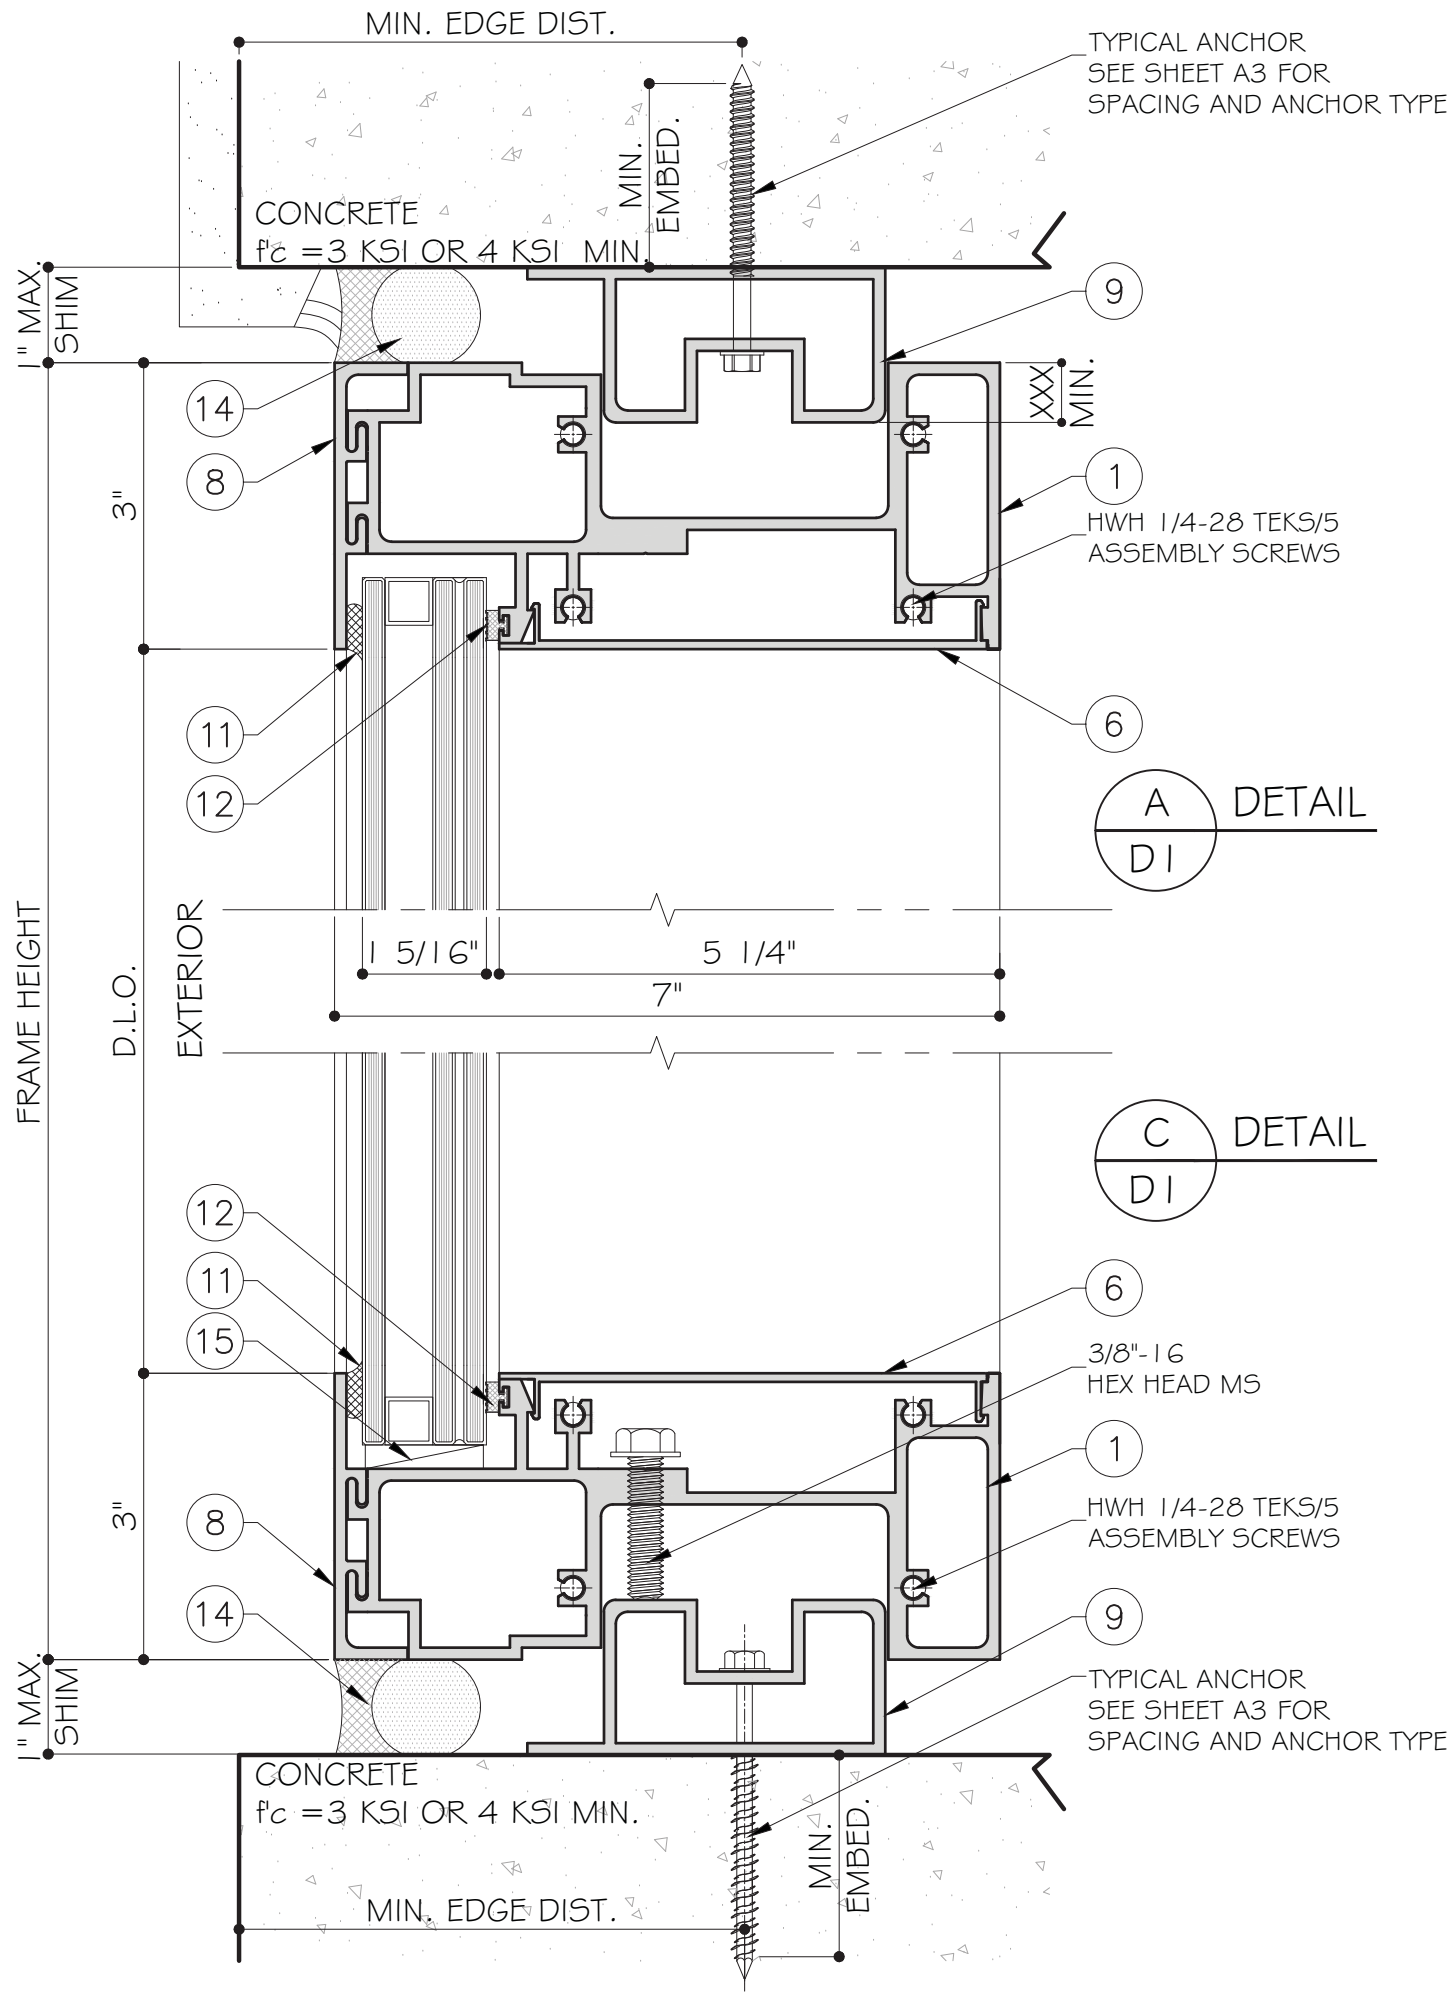 MIN. EDGE DIST.
TYPICAL ANCHOR
SEE SHEET A3 FOR
SPACING AND ANCHOR TYPE
MIN.
EMBED.
CONCRETE
f'c =3 KSI OR 4 KSI MIN.
1" MAX.
SHIM
9
14
XXX
MIN.
8
3"
1
HWH 1/4-28 TEKS/5
ASSEMBLY SCREWS
11
6
12
A DETAIL
D1
FRAME HEIGHT
D.L.O.
EXTERIOR
1 5/16"
5 1/4"
7"
C DETAIL
D1
12
11
6
15
3/8"-16
HEX HEAD MS
1
3"
8
HWH 1/4-28 TEKS/5
ASSEMBLY SCREWS
14
9
1" MAX.
SHIM
TYPICAL ANCHOR
SEE SHEET A3 FOR
SPACING AND ANCHOR TYPE
CONCRETE
f'c =3 KSI OR 4 KSI MIN.
MIN.
EMBED.
MIN. EDGE DIST.